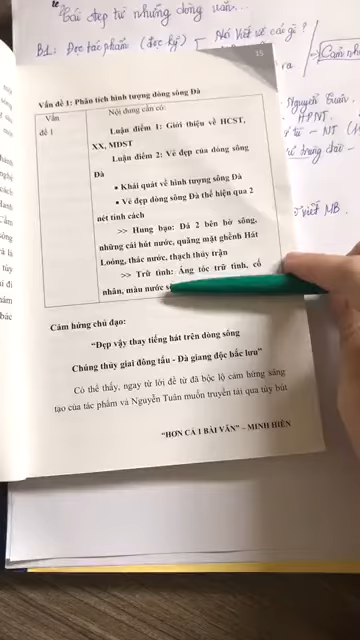 Cái đẹp từ những dòng văn...
B1: Đọc tác phẩm (đọc kỹ)
viết về cái gì?
ra
Nguyễn Tuân
HPNT
viết MB.
15
Vấn đề 1: Phân tích hình tượng dòng sông Đà
Vấn
đề 1
Nội dung cần có:
Luận điểm 1: Giới thiệu về HCST,
XX, MĐST
Luận điểm 2: Vẻ đẹp của dòng sông
Đà
• Khái quát về hình tượng sông Đà
• Vẻ đẹp dòng sông Đà thể hiện qua 2
nét tính cách
>> Hung bạo: Đá 2 bên bờ sông,
những cái hút nước, quãng mặt ghềnh Hát
Loóng, thác nước, thạch thủy trận
>> Trữ tình: Áng tóc trữ tình, cố
nhân, màu nước
Cảm hứng chủ đạo:
"Đẹp vậy thay tiếng hát trên dòng sông
Chúng thủy giai đông tẩu - Đà giang độc bắc lưu"
Có thể thấy, ngay từ lời đề từ đã bộc lộ cảm hứng sáng
tạo của tác phẩm và Nguyễn Tuân muốn truyền tải qua tùy bút
"HƠN CẢ 1 BÀI VĂN" – MINH HIÊN